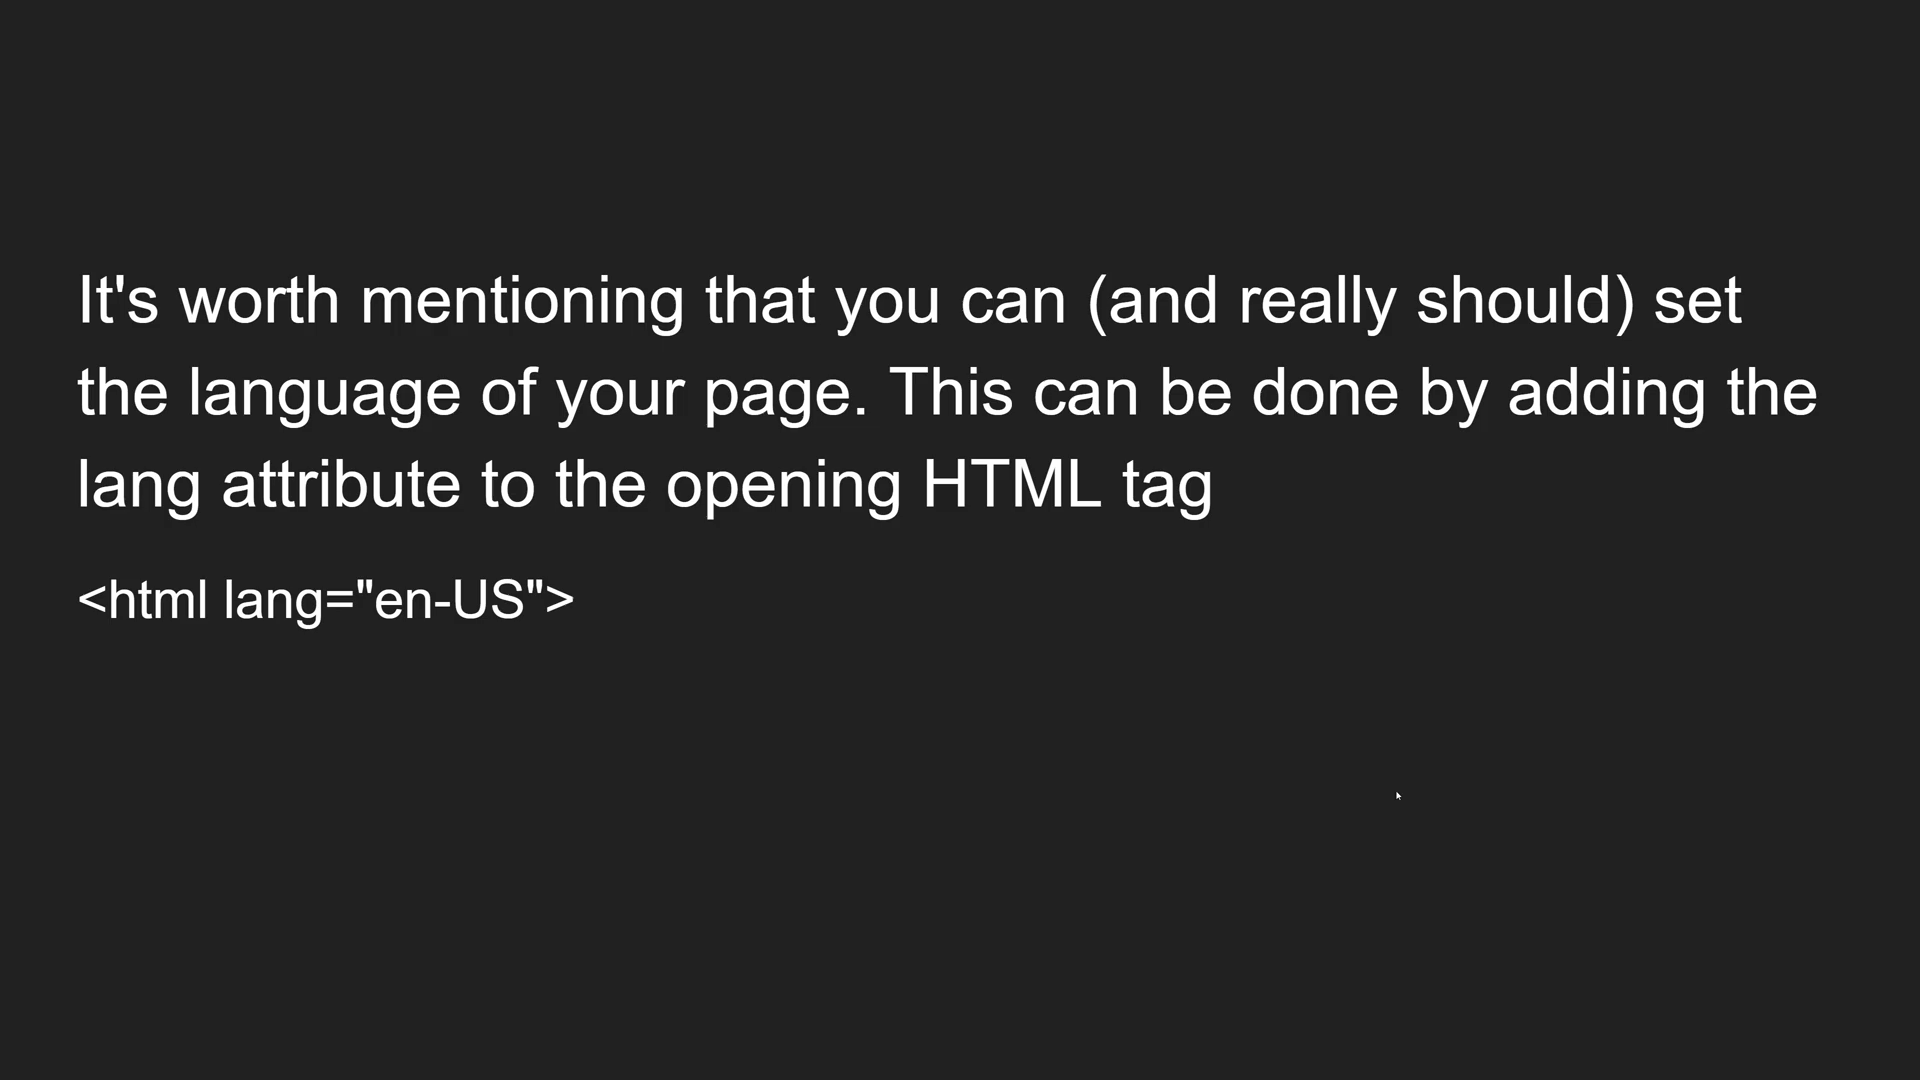 It's worth mentioning that you can (and really should) set
the language of your page. This can be done by adding the
lang attribute to the opening HTML tag
<html lang="en-US">